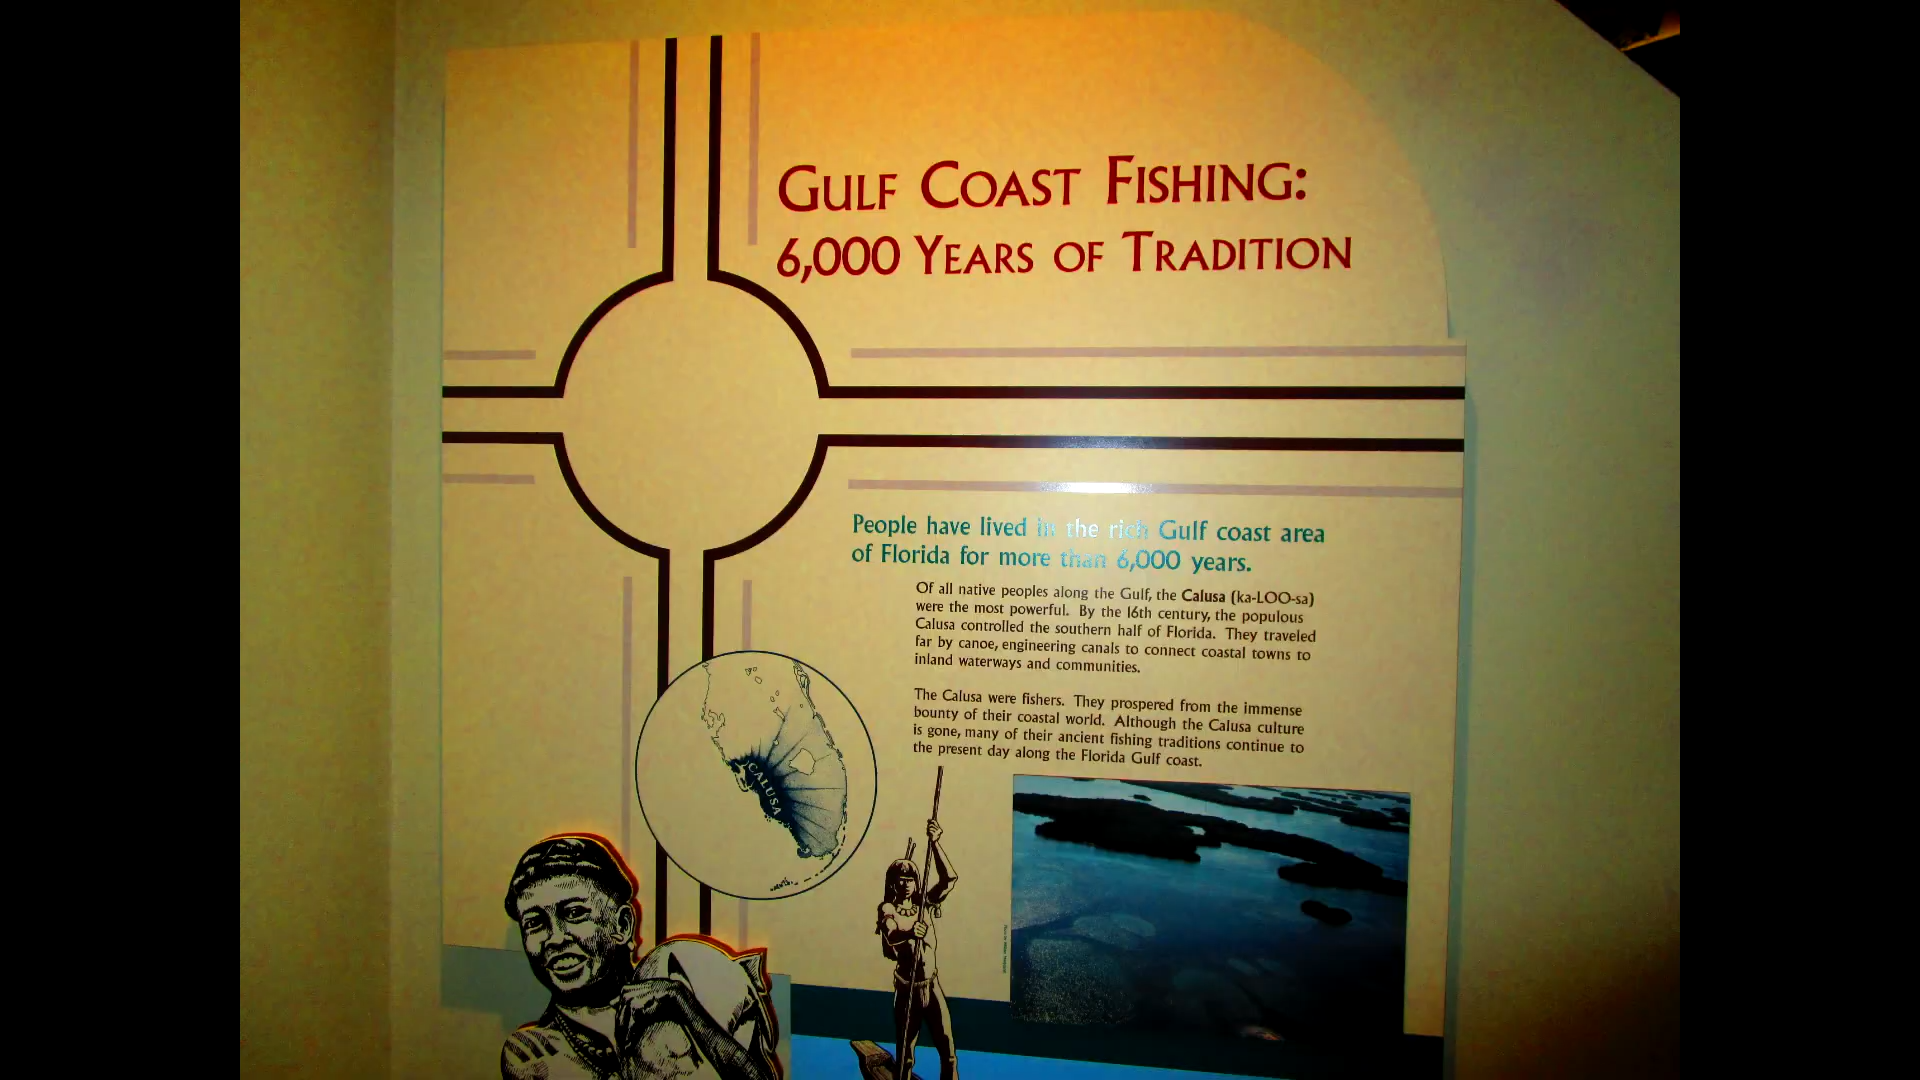 GULF COAST FISHING:
6,000 YEARS OF TRADITION
People have lived in the rich Gulf coast area
of Florida for more than 6,000 years.
Of all native peoples along the Gulf, the Calusa (ka-LOO-sa)
were the most powerful. By the 16th century, the populous
Calusa controlled the southern half of Florida. They traveled
far by canoe, engineering canals to connect coastal towns to
inland waterways and communities.
The Calusa were fishers. They prospered from the immense
bounty of their coastal world. Although the Calusa culture
is gone, many of their ancient fishing traditions continue to
the present day along the Florida Gulf coast.
CALUSA